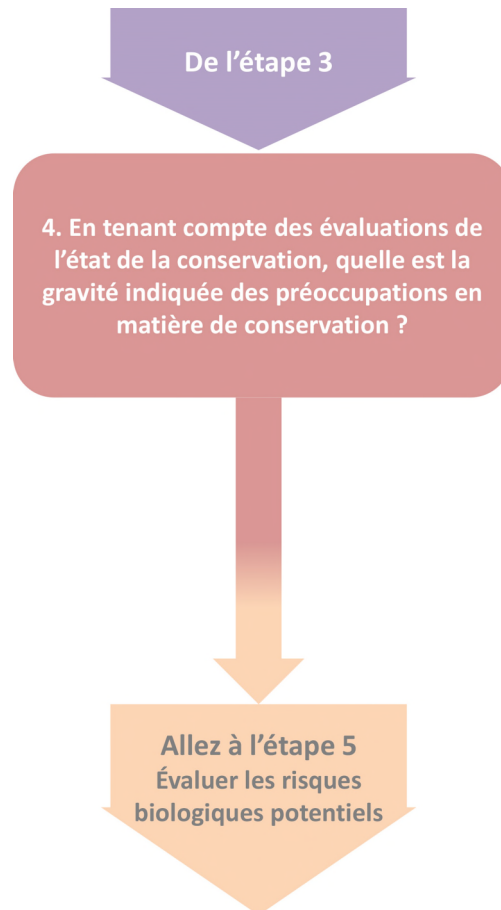 De l'étape 3
4. En tenant compte des évaluations de
l'état de la conservation, quelle est la
gravité indiquée des préoccupations en
matière de conservation ?
Allez à l'étape 5
Évaluer les risques
biologiques potentiels